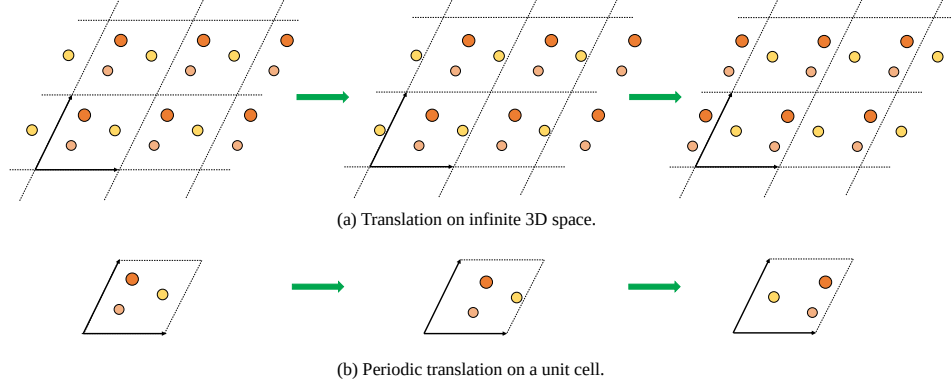 (a) Translation on infinite 3D space.
(b) Periodic translation on a unit cell.